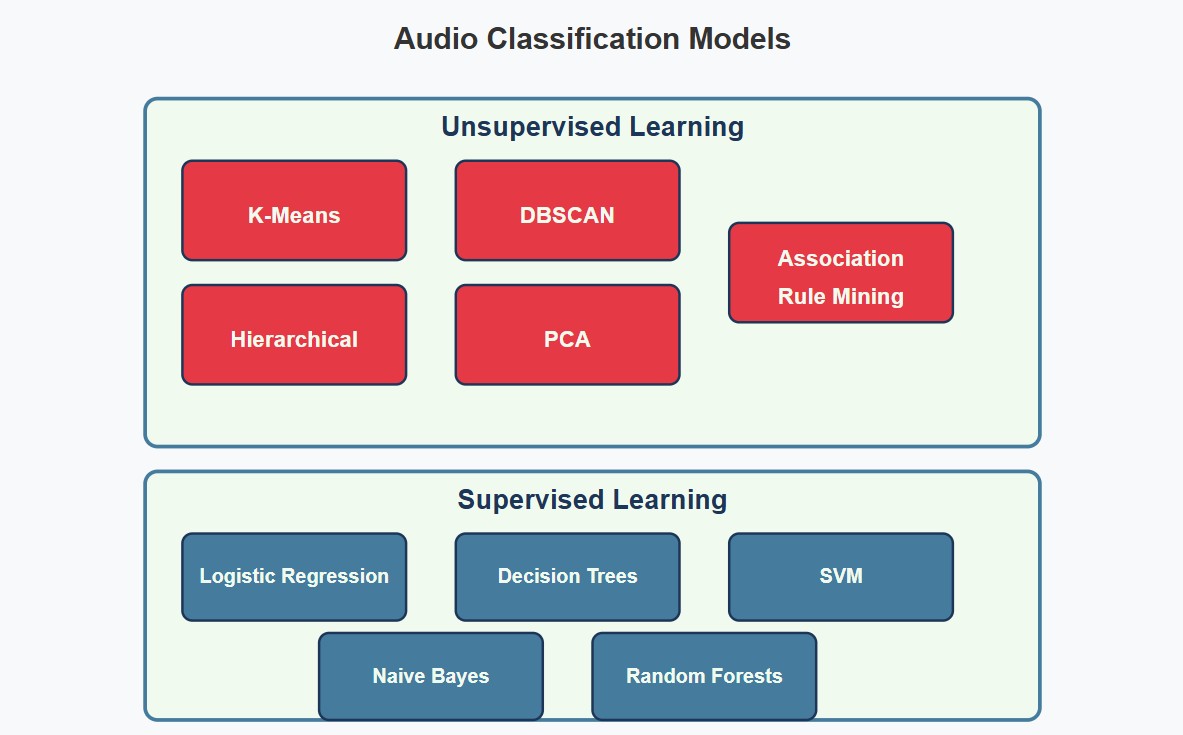 Audio Classification Models
Unsupervised Learning
K-Means
DBSCAN
Association
Rule Mining
Hierarchical
PCA
Supervised Learning
Logistic Regression
Decision Trees
SVM
Naive Bayes
Random Forests